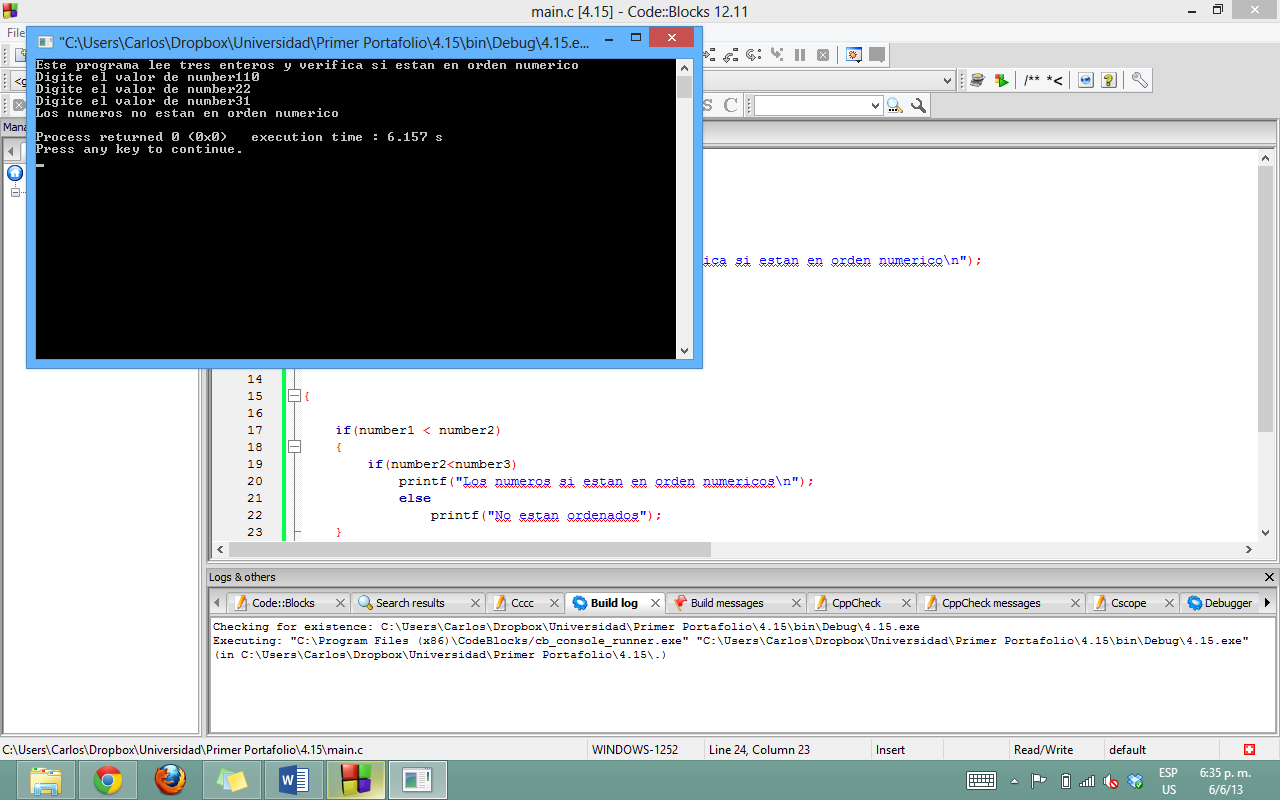 main.c [4.15] - Code::Blocks 12.11
File
"C:\Users\Carlos\Dropbox\Universidad\Primer Portafolio\4.15\bin\Debug\4.15.e...
Este programa lee tres enteros y verifica si estan en orden numerico
Digite el valor de number110
Digite el valor de number22
Digite el valor de number31
Los numeros no estan en orden numerico
Process returned 0 (0x0)   execution time : 6.157 s
Press any key to continue.
<g
/** *<
S C
Mana
ica si estan en orden numerico\n");
14
15 {
16
17 if(number1 < number2)
18 {
19 if(number2<number3)
20 printf("Los numeros si estan en orden numericos\n");
21 else
22 printf("No estan ordenados");
23 }
Logs & others
Code::Blocks Search results Cccc Build log Build messages CppCheck CppCheck messages Cscope Debugger
Checking for existence: C:\Users\Carlos\Dropbox\Universidad\Primer Portafolio\4.15\bin\Debug\4.15.exe
Executing: "C:\Program Files (x86)\CodeBlocks/cb_console_runner.exe" "C:\Users\Carlos\Dropbox\Universidad\Primer Portafolio\4.15\bin\Debug\4.15.exe"
(in C:\Users\Carlos\Dropbox\Universidad\Primer Portafolio\4.15\.)
C:\Users\Carlos\Dropbox\Universidad\Primer Portafolio\4.15\main.c WINDOWS-1252 Line 24, Column 23 Insert Read/Write default
ESP 6:35 p. m.
US 6/6/13